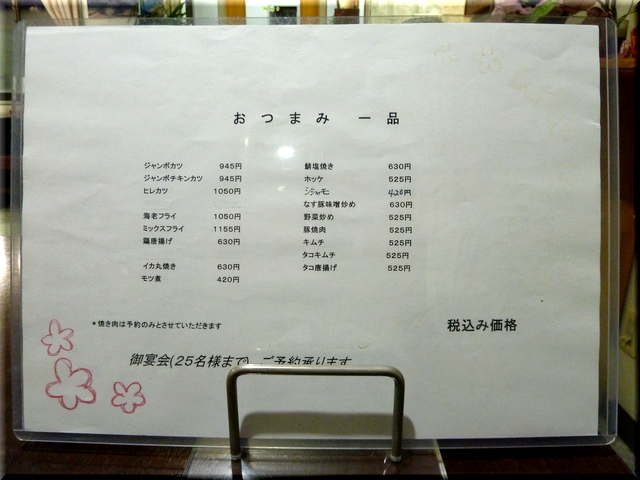 おつまみ 一品
ジャンボカツ 945円
ジャンボチキンカツ 945円
ヒレカツ 1050円
海老フライ 1050円
ミックスフライ 1155円
鶏唐揚げ 630円
イカ丸焼き 630円
モツ煮 420円
鯖塩焼き 630円
ホッケ 525円
シシャモ 420円
なす豚味噌炒め 630円
野菜炒め 525円
豚焼肉 525円
キムチ 525円
タコキムチ 525円
タコ唐揚げ 525円
*焼き肉は予約のみとさせていただきます
税込み価格
御宴会(25名様まで) ご予約承ります